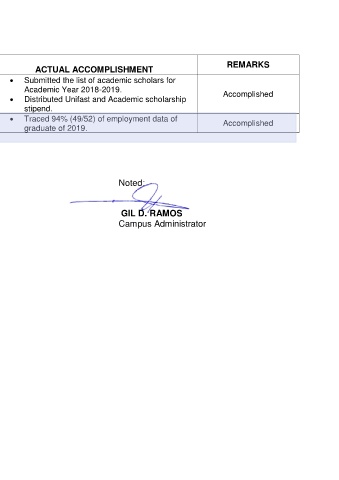 ACTUAL ACCOMPLISHMENT
REMARKS
• Submitted the list of academic scholars for
Academic Year 2018-2019.
• Distributed Unifast and Academic scholarship
stipend.
Accomplished
• Traced 94% (49/52) of employment data of
graduate of 2019.
Accomplished
Noted:
GIL D. RAMOS
Campus Administrator